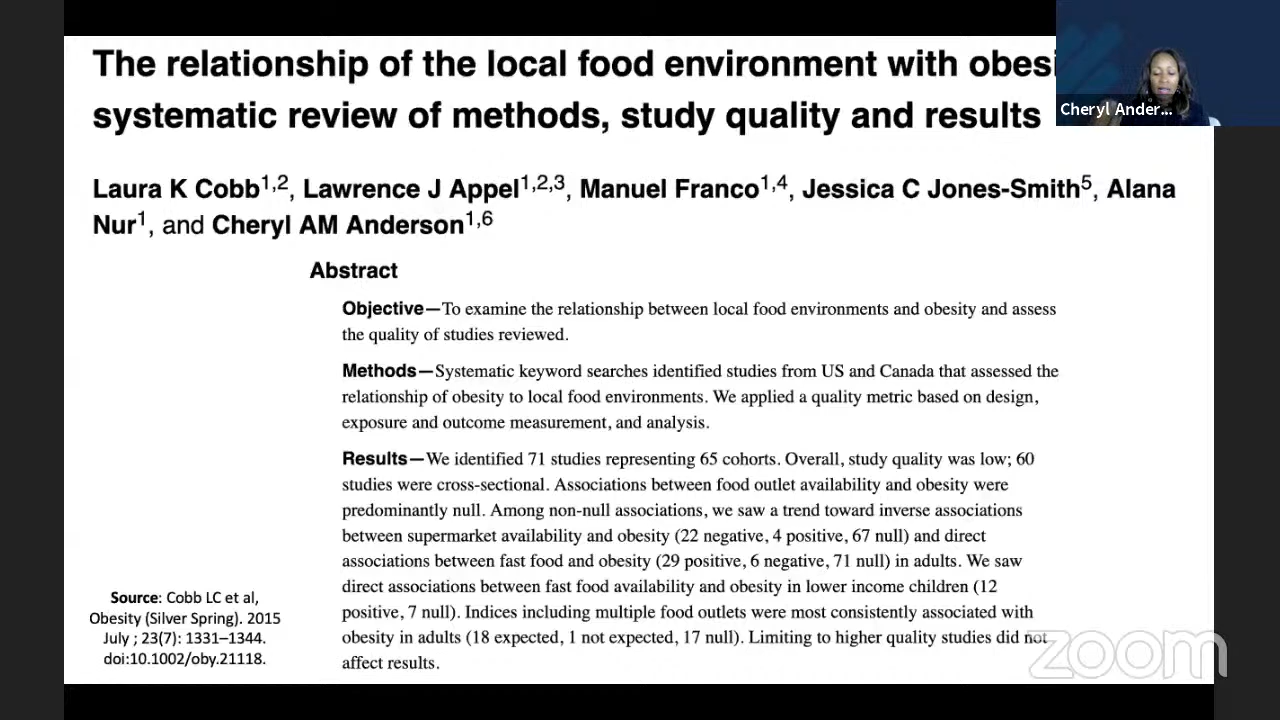 The relationship of the local food environment with obesi
systematic review of methods, study quality and results
Cheryl Ander...
Laura K Cobb1,2, Lawrence J Appel1,2,3, Manuel Franco1,4, Jessica C Jones-Smith5, Alana
Nur1, and Cheryl AM Anderson1,6
Abstract
Objective—To examine the relationship between local food environments and obesity and assess
the quality of studies reviewed.
Methods—Systematic keyword searches identified studies from US and Canada that assessed the
relationship of obesity to local food environments. We applied a quality metric based on design,
exposure and outcome measurement, and analysis.
Results—We identified 71 studies representing 65 cohorts. Overall, study quality was low; 60
studies were cross-sectional. Associations between food outlet availability and obesity were
predominantly null. Among non-null associations, we saw a trend toward inverse associations
between supermarket availability and obesity (22 negative, 4 positive, 67 null) and direct
associations between fast food and obesity (29 positive, 6 negative, 71 null) in adults. We saw
direct associations between fast food availability and obesity in lower income children (12
positive, 7 null). Indices including multiple food outlets were most consistently associated with
obesity in adults (18 expected, 1 not expected, 17 null). Limiting to higher quality studies did not
affect results.
Source: Cobb LC et al,
Obesity (Silver Spring). 2015
July ; 23(7): 1331–1344.
doi:10.1002/oby.21118.
zoom